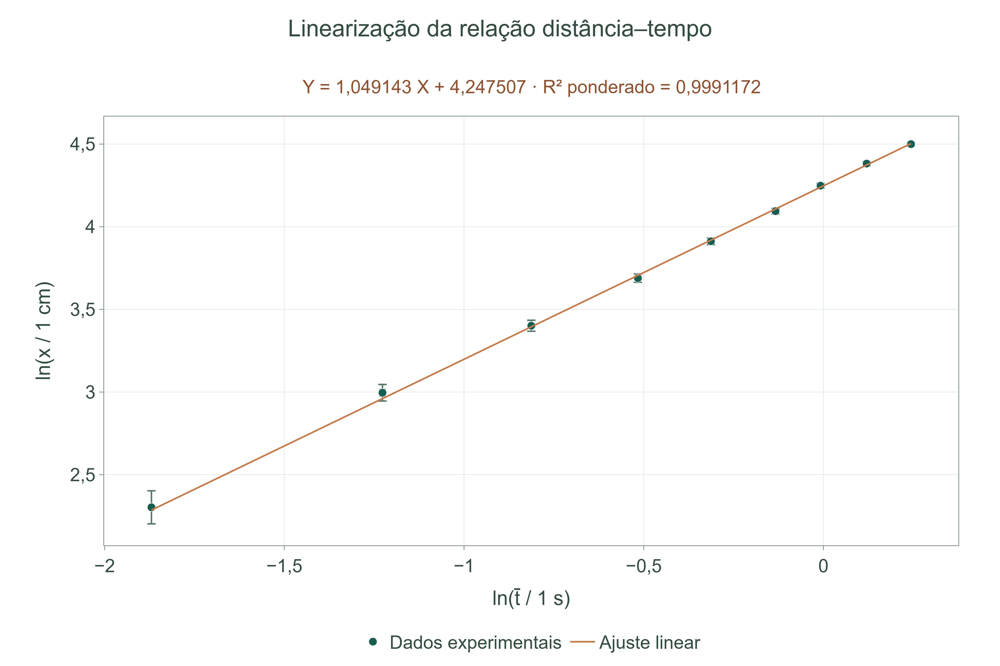 Linearização da relação distância–tempo
Y = 1,049143 X + 4,247507 · R² ponderado = 0,9991172
4,5
4
3,5
3
2,5
ln(x / 1 cm)
−2
−1,5
−1
−0,5
0
ln(t̄ / 1 s)
Dados experimentais
Ajuste linear